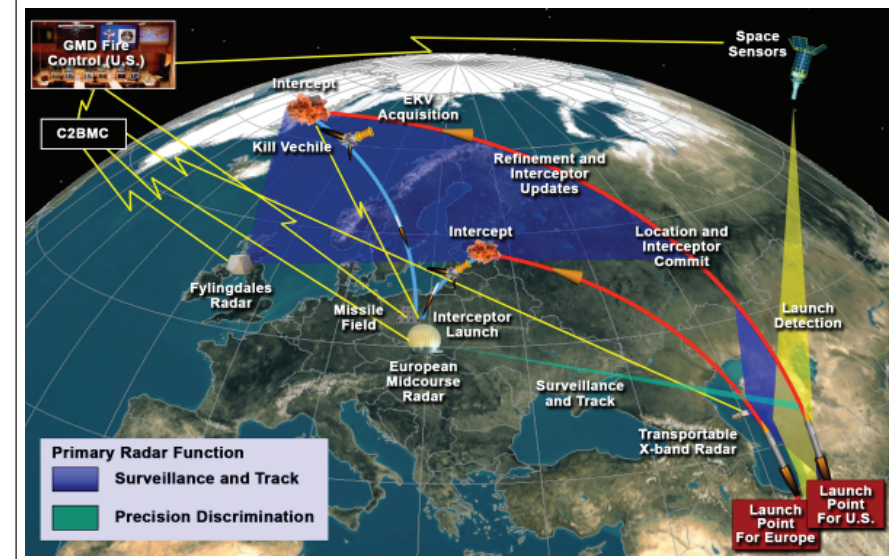 GMD Fire
Control (U.S.)
C2BMC
Space
Sensors
Intercept
EKV
Acquisition
Kill Vechile
Refinement and
Interceptor
Updates
Intercept
Location and
Interceptor
Commit
Fylingdales
Radar
Missile
Field
Interceptor
Launch
Launch
Detection
European
Midcourse
Radar
Surveillance
and Track
Transportable
X-band Radar
Primary Radar Function
Surveillance and Track
Precision Discrimination
Launch
Point
For Europe
Launch
Point
For U.S.